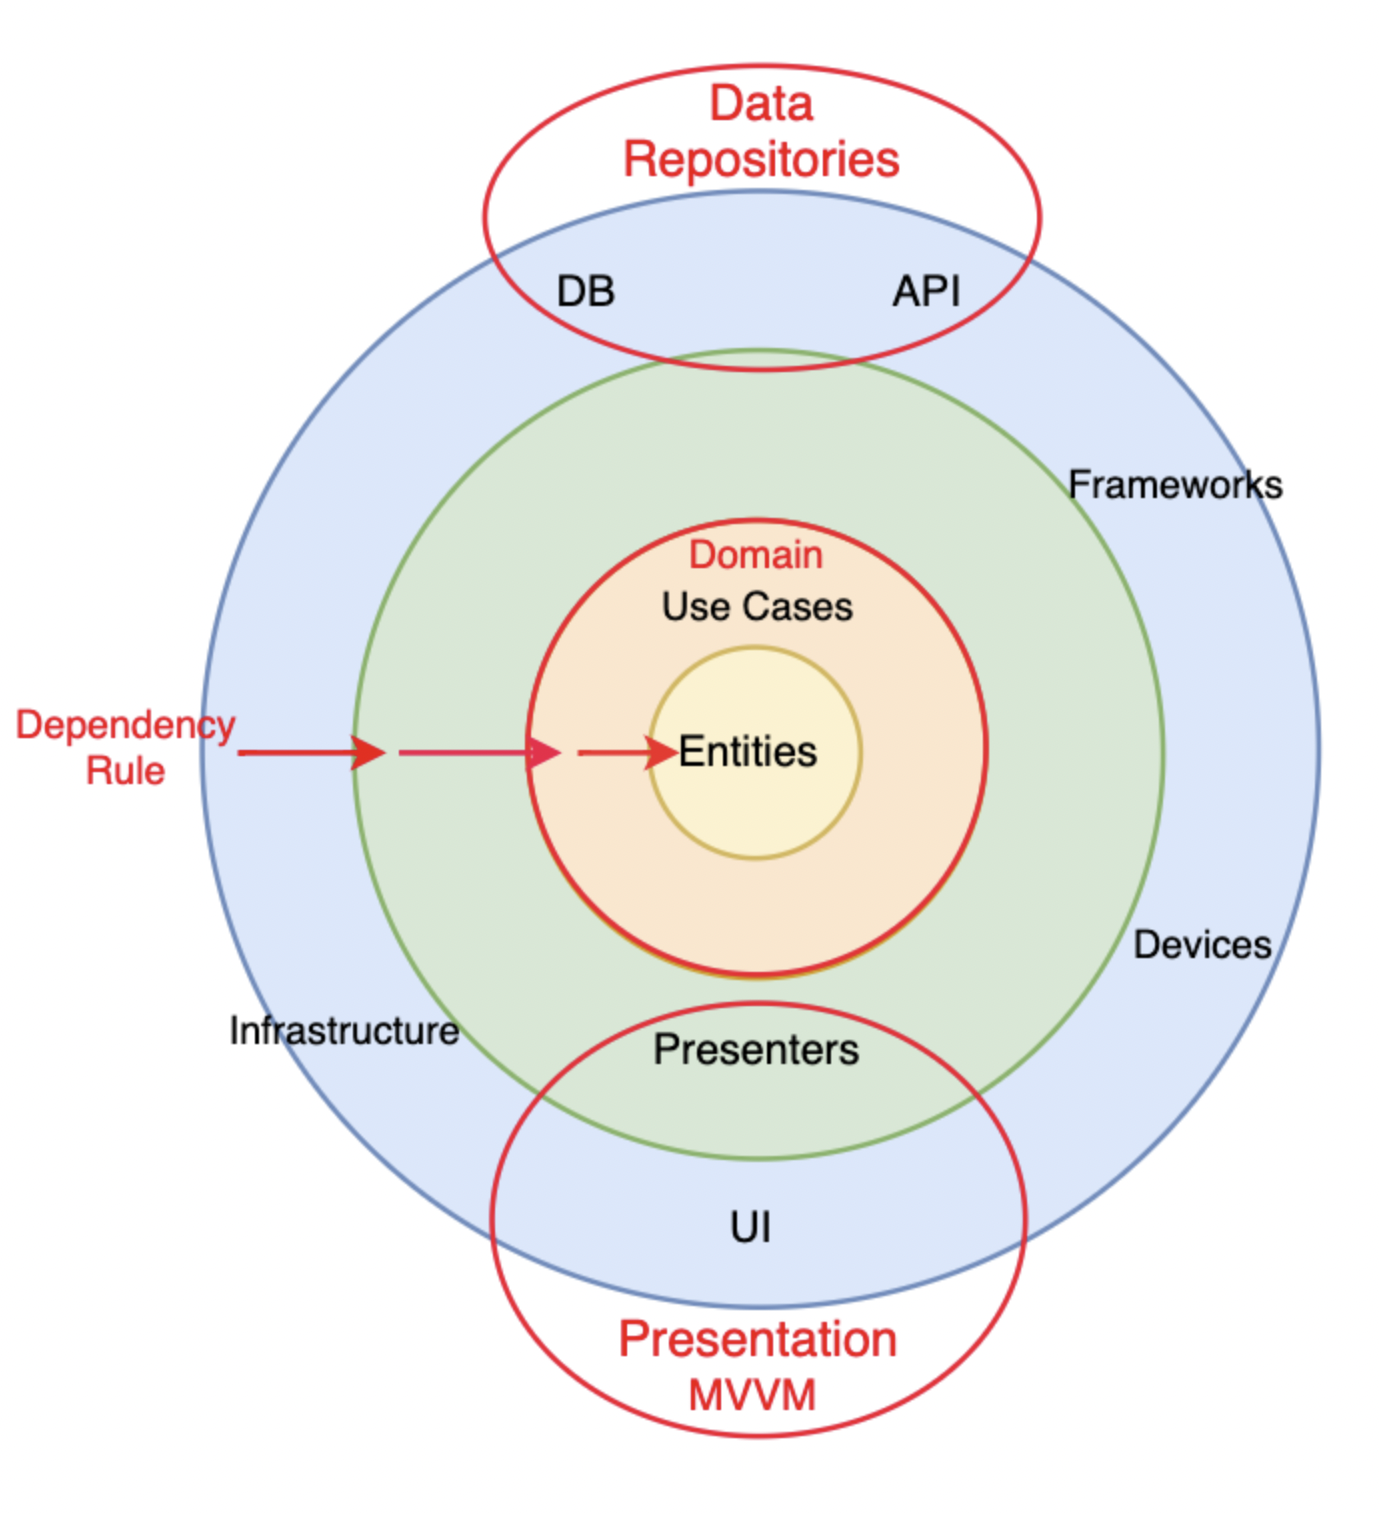 Data
Repositories
DB
API
Frameworks
Domain
Use Cases
Dependency
Rule
Entities
Devices
Infrastructure
Presenters
UI
Presentation
MVVM